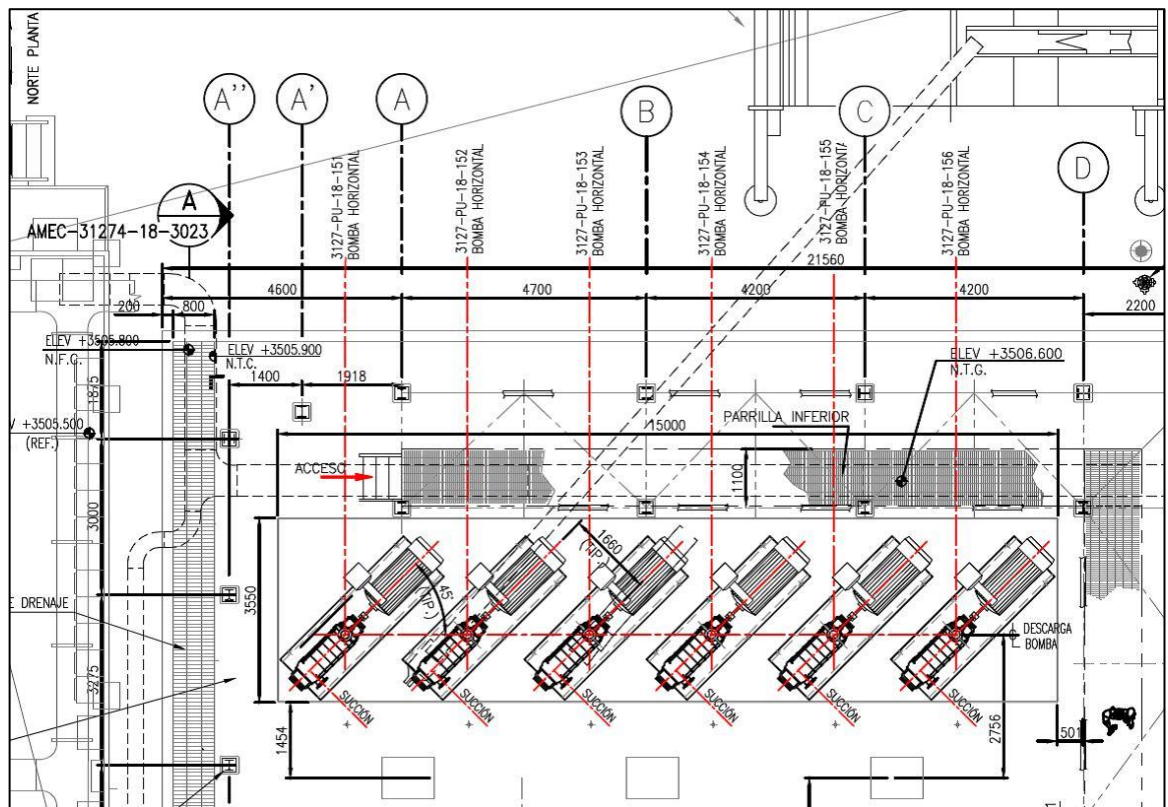 NORTE PLANTA
A''
A'
A
B
C
D
A
AMEC-31274-18-3023
3127-PU-18-151
BOMBA HORIZONTAL
3127-PU-18-152
BOMBA HORIZONTAL
3127-PU-18-153
BOMBA HORIZONTAL
3127-PU-18-154
BOMBA HORIZONTAL
3127-PU-18-155
BOMBA HORIZONTA
3127-PU-18-156
BOMBA HORIZONTAL
21560
4600
4700
4200
4200
2200
200
800
ELEV +3505.800
N.F.C.
ELEV +3505.900
N.T.C.
ELEV +3506.600
N.T.G.
1400
1918
1875
V +3505.500
(REF.)
15000
PARRILLA INFERIOR
ACCESO
1100
3000
3550
1660
(TIP.)
45°
(TIP.)
E DRENAJE
DESCARGA
BOMBA
3275
SUCCIÓN
SUCCIÓN
SUCCIÓN
SUCCIÓN
SUCCIÓN
SUCCIÓN
1454
2756
501